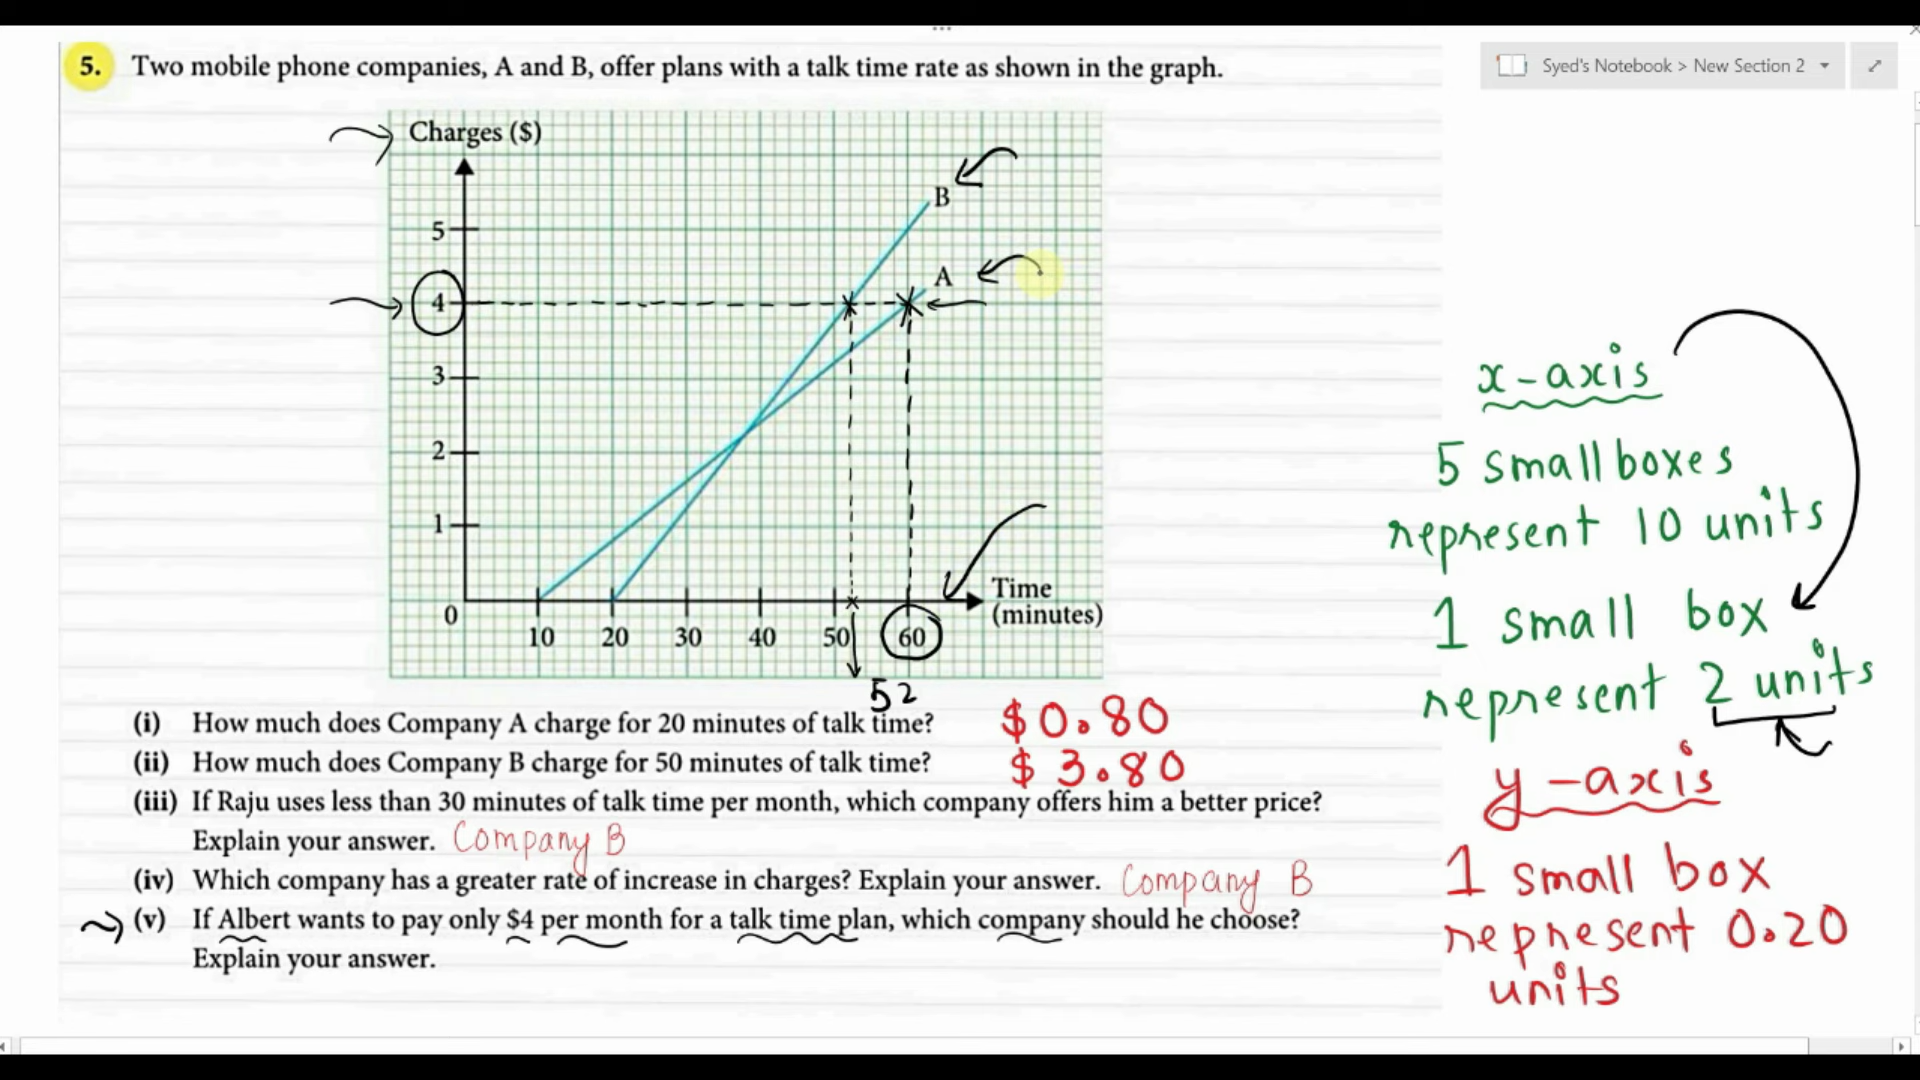 5. Two mobile phone companies, A and B, offer plans with a talk time rate as shown in the graph.
Syed's Notebook > New Section 2
Charges ($)
B
5
A
4
3
2
1
0
10 20 30 40 50 60
Time
(minutes)
52
(i) How much does Company A charge for 20 minutes of talk time? $0.80
(ii) How much does Company B charge for 50 minutes of talk time? $3.80
(iii) If Raju uses less than 30 minutes of talk time per month, which company offers him a better price?
Explain your answer. Company B
(iv) Which company has a greater rate of increase in charges? Explain your answer. Company B
(v) If Albert wants to pay only $4 per month for a talk time plan, which company should he choose?
Explain your answer.
x-axis
5 small boxes
represent 10 units
1 small box
represent 2 units
y-axis
1 small box
represent 0.20
units